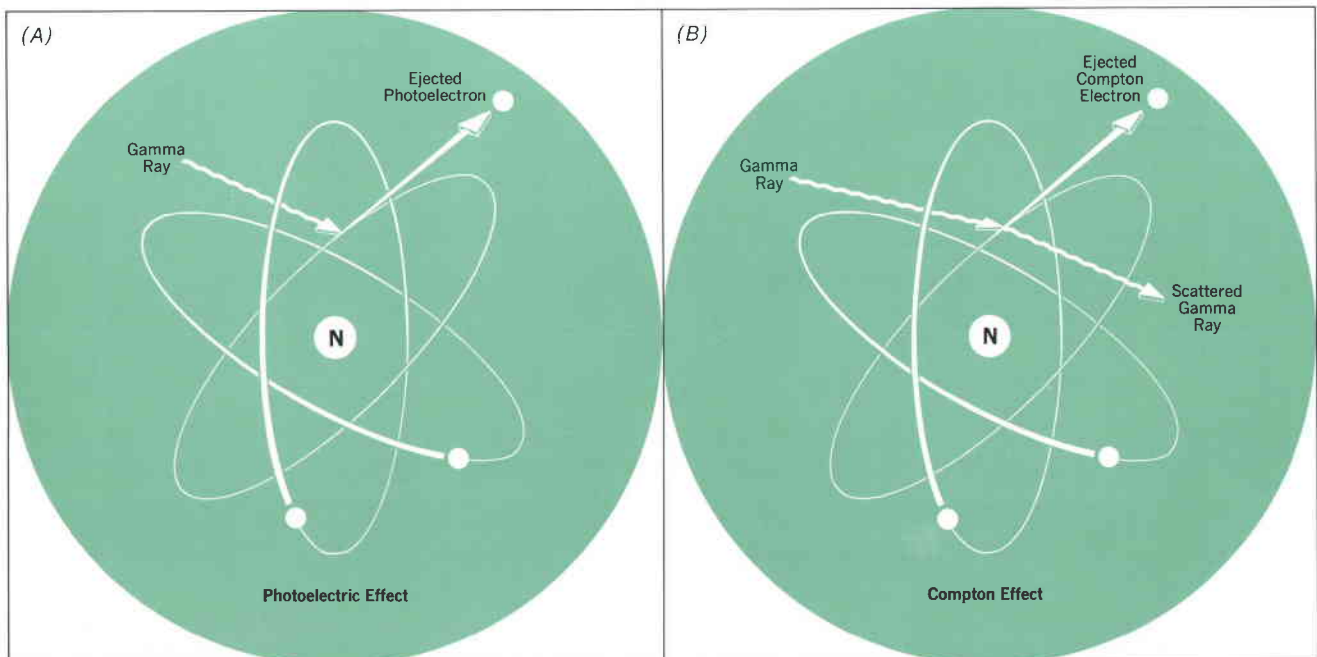 (A)
Ejected
Photoelectron
Gamma
Ray
N
Photoelectric Effect
(B)
Ejected
Compton
Electron
Gamma
Ray
Scattered
Gamma
Ray
N
Compton Effect